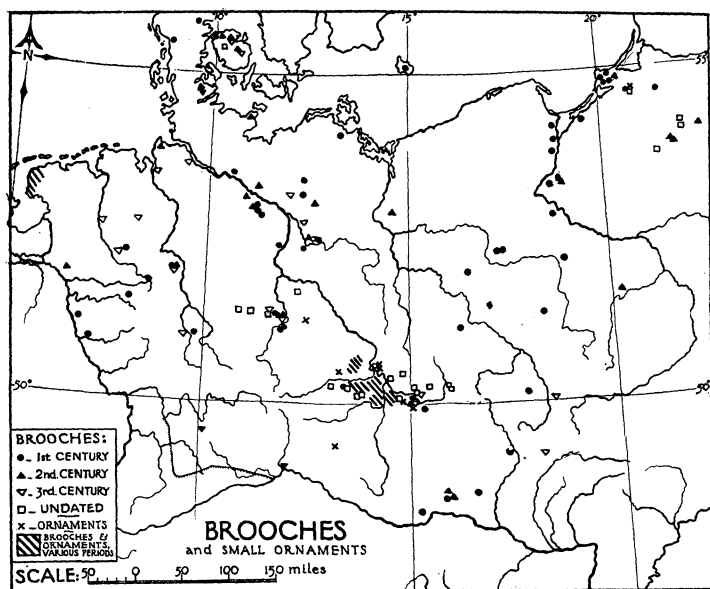 10°
15°
20°
55°
N
50°
50°
BROOCHES:
● - 1st CENTURY
▲ - 2nd. CENTURY
▽ - 3rd. CENTURY
□ - UNDATED
× - ORNAMENTS
BROOCHES &
ORNAMENTS,
VARIOUS PERIODS
BROOCHES
and SMALL ORNAMENTS
SCALE: 50 0 50 100 150 miles